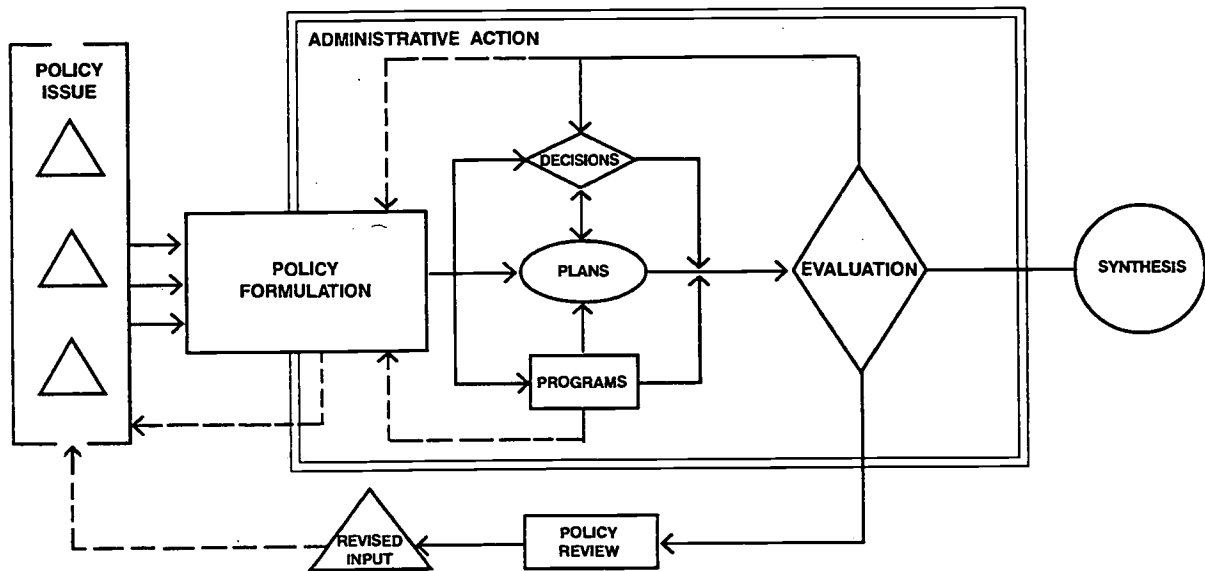 ADMINISTRATIVE ACTION
POLICY
ISSUE
DECISIONS
POLICY
FORMULATION
PLANS
EVALUATION
SYNTHESIS
PROGRAMS
REVISED
INPUT
POLICY
REVIEW